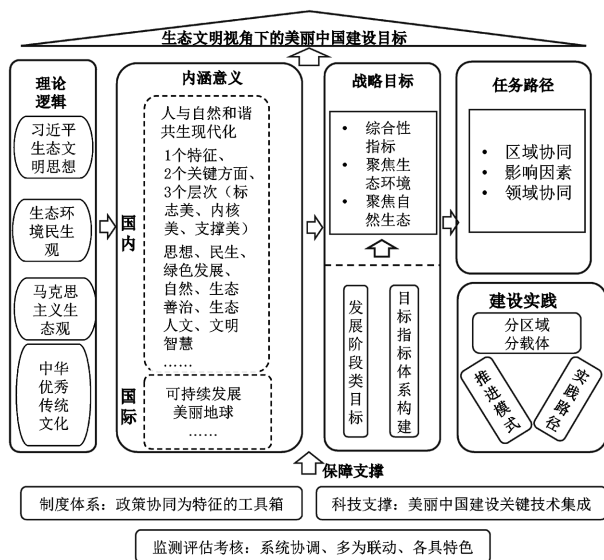 生态文明视角下的美丽中国建设目标
理论
逻辑
习近平
生态文
明思想
生态环
境民生
观
马克思
主义生
态观
中华
优秀
传统
文化
内涵意义
国内
人与自然和谐
共生现代化
1个特征、
2个关键方面、
3个层次（标
志美、内核
美、支撑美）
思想、民生、
绿色发展、
自然、生态
善治、生态
人文、文明
智慧
……
国际
可持续发展
美丽地球
……
战略目标
• 综合性
指标
• 聚焦生
态环境
• 聚焦自
然生态
发展阶段类目标
目标指标体系构建
任务路径
• 区域协同
• 影响因素
• 领域协同
建设实践
分区域
分载体
推进模式
实践路径
保障支撑
制度体系：政策协同为特征的工具箱
科技支撑：美丽中国建设关键技术集成
监测评估考核：系统协调、多为联动、各具特色